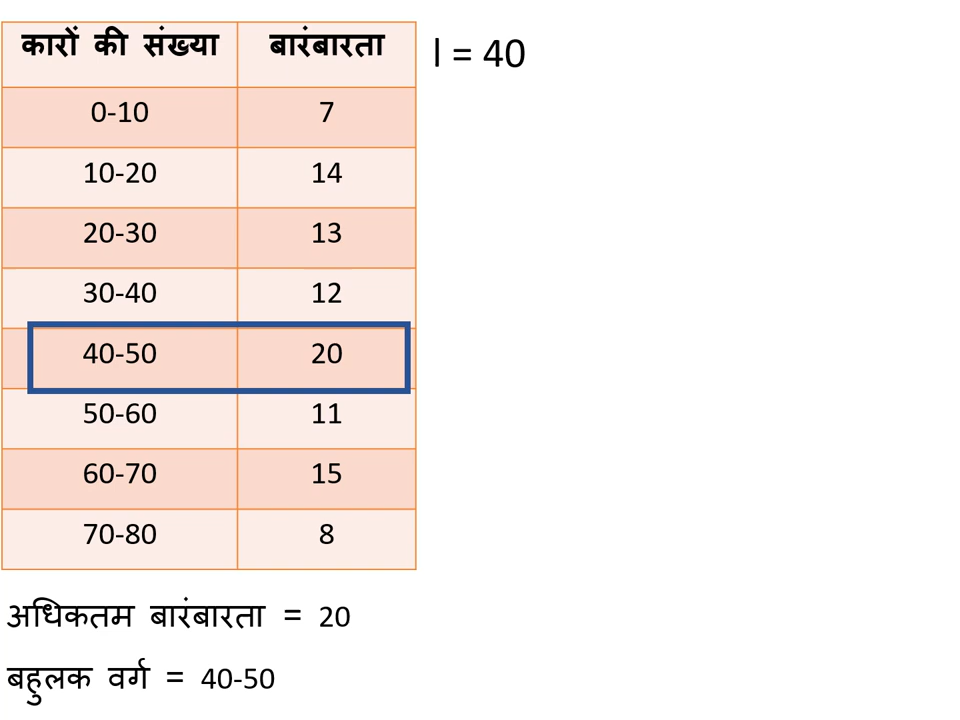 कारों की संख्या बारंबारता
0-10 7
10-20 14
20-30 13
30-40 12
40-50 20
50-60 11
60-70 15
70-80 8
l = 40
अधिकतम बारंबारता = 20
बहुलक वर्ग = 40-50